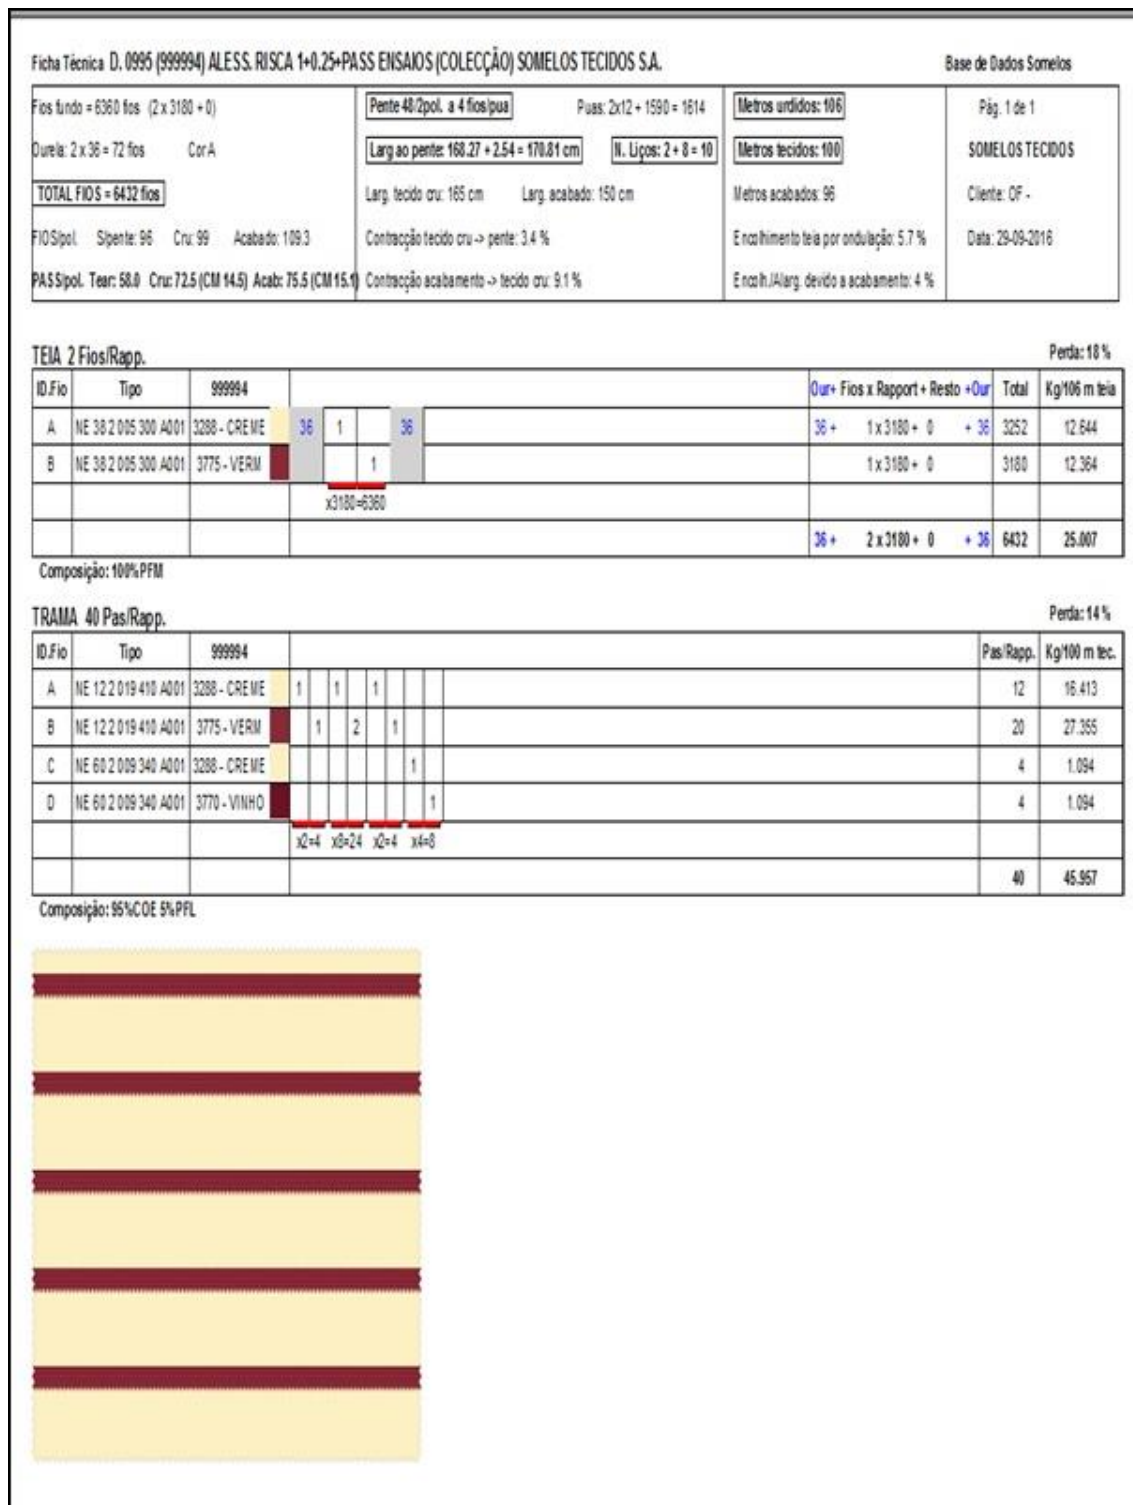 Ficha Técnica D. 0995 (999994) ALESS. RISCA 1+0.25+PASS ENSAIOS (COLECÇÃO) SOMELOS TECIDOS S.A. Base de Dados Somelos
Fios fundo = 6360 fios (2 x 3180 + 0) Pente 48/2pol. a 4 fios/pua Puas: 2x12 + 1590 = 1614 Metros urdidos: 106 Pág. 1 de 1
Ourela: 2 x 36 = 72 fios Cor A Larg ao pente: 168.27 + 2.54 = 170.81 cm N. Liços: 2 + 8 = 10 Metros tecidos: 100 SOMELOS TECIDOS
TOTAL FIOS = 6432 fios Larg. tecido cru: 165 cm Larg. acabado: 150 cm Metros acabados: 96 Cliente: OF -
FIOS/pol. S/pente: 96 Cru: 99 Acabado: 109.3 Contracção tecido cru -> pente: 3.4 % Encolhimento teia por ondulação: 5.7 % Data: 29-09-2016
PASS/pol. Tear: 58.0 Cru: 72.5 (CM 14.5) Acab: 75.5 (CM 15.1) Contracção acabamento -> tecido cru: 9.1 % Encolh./Alarg. devido a acabamento: 4 %
TEIA 2 Fios/Rapp. Perda: 18 %
ID.Fio Tipo 999994 Our+ Fios x Rapport + Resto +Our Total Kg/106 m teia
A NE 38 2 005 300 A001 3288 - CREME 36 1 36 36 + 1 x 3180 + 0 + 36 3252 12.644
B NE 38 2 005 300 A001 3775 - VERM 1 1 x 3180 + 0 3180 12.364
x3180=6360
36 + 2 x 3180 + 0 + 36 6432 25.007
Composição: 100%PFM
TRAMA 40 Pas/Rapp. Perda: 14 %
ID.Fio Tipo 999994 Pas/Rapp. Kg/100 m tec.
A NE 12 2 019 410 A001 3288 - CREME 1 1 1 12 16.413
B NE 12 2 019 410 A001 3775 - VERM 1 2 1 20 27.355
C NE 60 2 009 340 A001 3288 - CREME 1 4 1.094
D NE 60 2 009 340 A001 3770 - VINHO 1 4 1.094
x2=4 x8=24 x2=4 x4=8
40 45.957
Composição: 95%COE 5%PFL